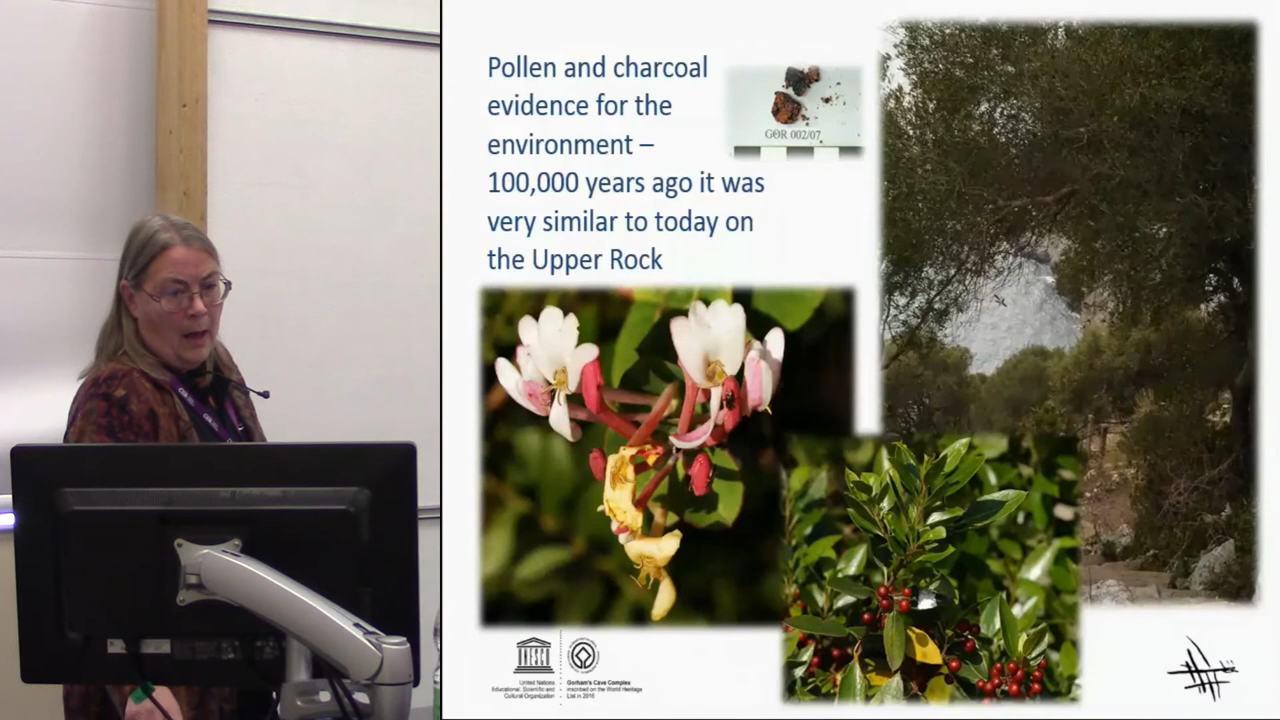 Pollen and charcoal
evidence for the
environment –
100,000 years ago it was
very similar to today on
the Upper Rock
GOR 002/07
UNESCO
United Nations
Educational, Scientific and
Cultural Organization
Gorham's Cave Complex
inscribed on the World Heritage
List in 2016